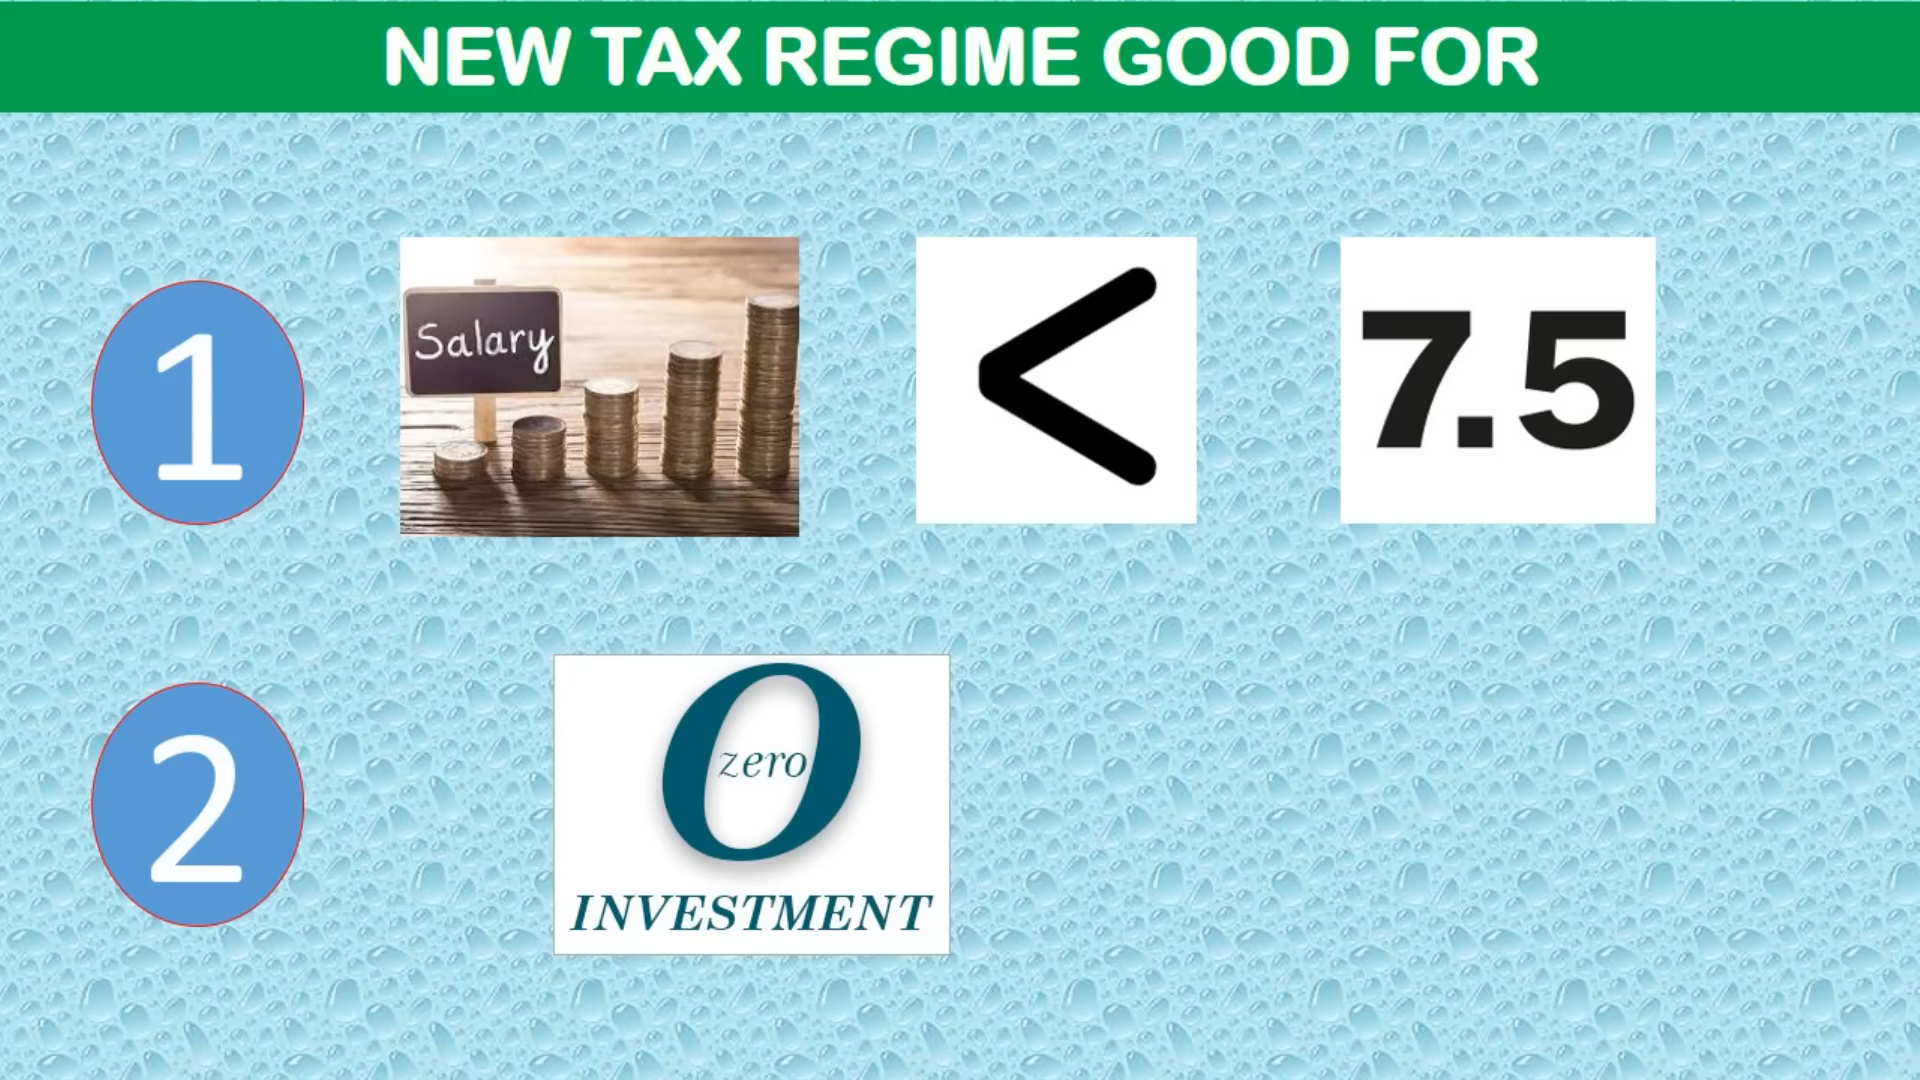 NEW TAX REGIME GOOD FOR
1
Salary
<
7.5
2
0
zero
INVESTMENT